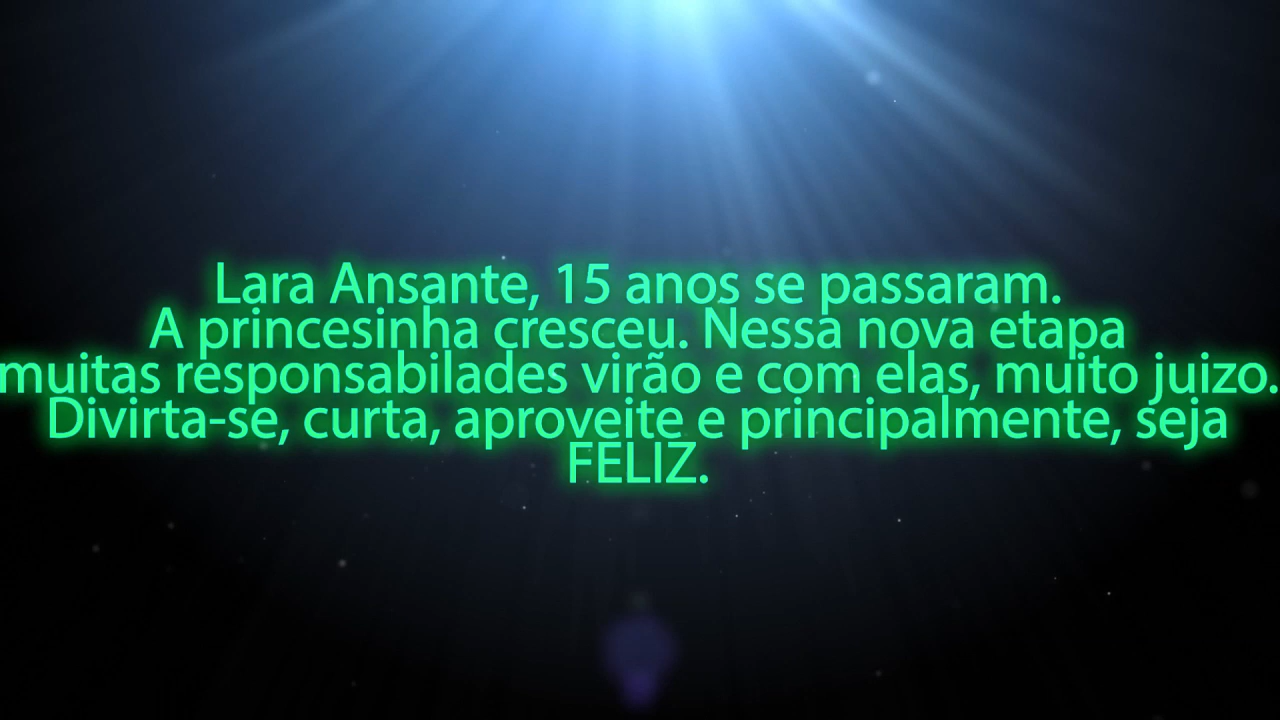 Lara Ansante, 15 anos se passaram.
A princesinha cresceu. Nessa nova etapa
muitas responsabilades virão e com elas, muito juizo.
Divirta-se, curta, aproveite e principalmente, seja
FELIZ.